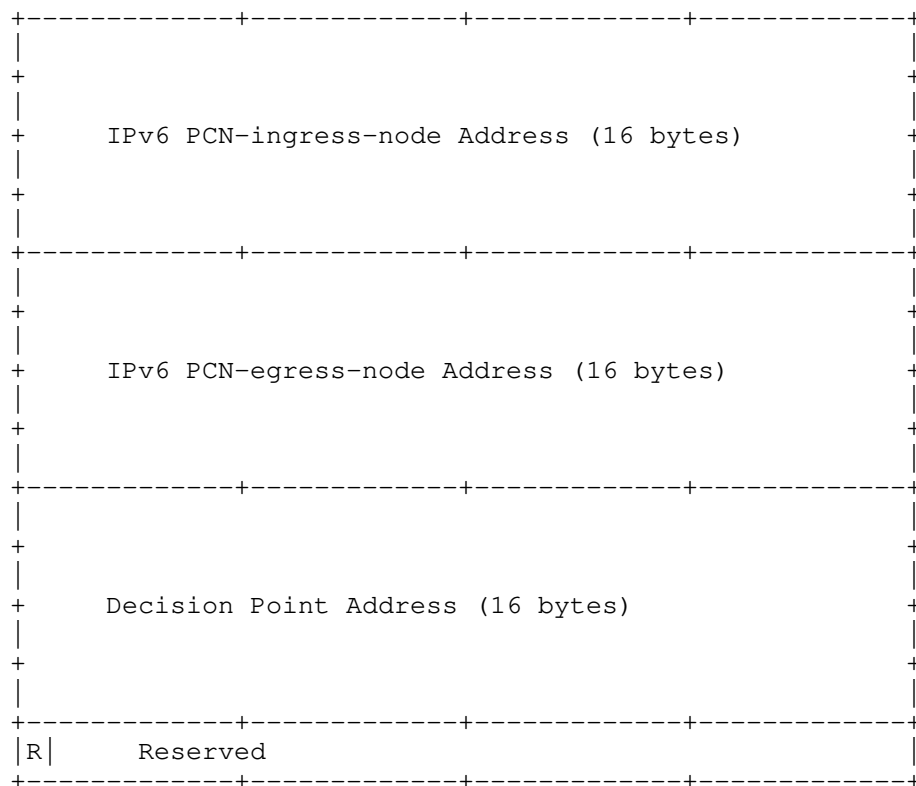 IPv6 PCN-ingress-node Address (16 bytes)
IPv6 PCN-egress-node Address (16 bytes)
Decision Point Address (16 bytes)
|R| Reserved